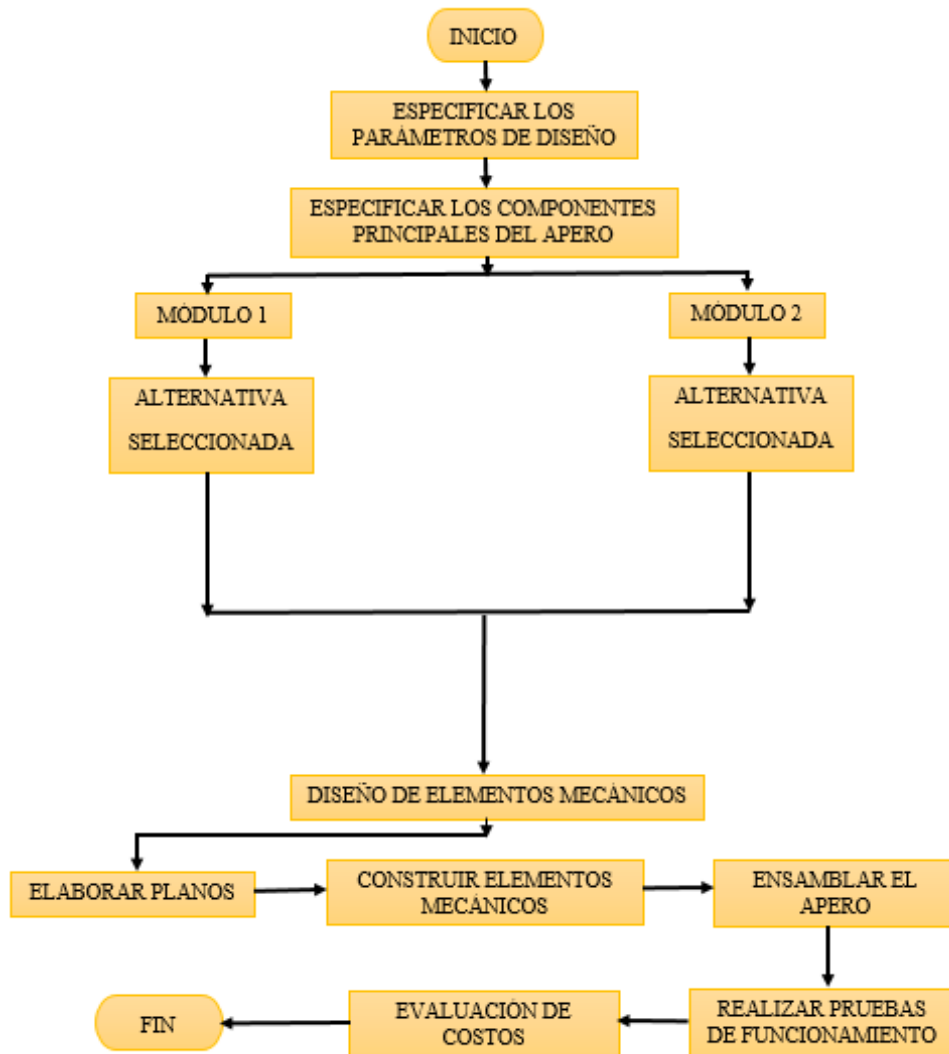 INICIO
ESPECIFICAR LOS
PARÁMETROS DE DISEÑO
ESPECIFICAR LOS COMPONENTES
PRINCIPALES DEL APERO
MÓDULO 1
MÓDULO 2
ALTERNATIVA
SELECCIONADA
ALTERNATIVA
SELECCIONADA
DISEÑO DE ELEMENTOS MECÁNICOS
ELABORAR PLANOS
CONSTRUIR ELEMENTOS
MECÁNICOS
ENSAMBLAR EL
APERO
REALIZAR PRUEBAS
DE FUNCIONAMIENTO
EVALUACIÓN DE
COSTOS
FIN